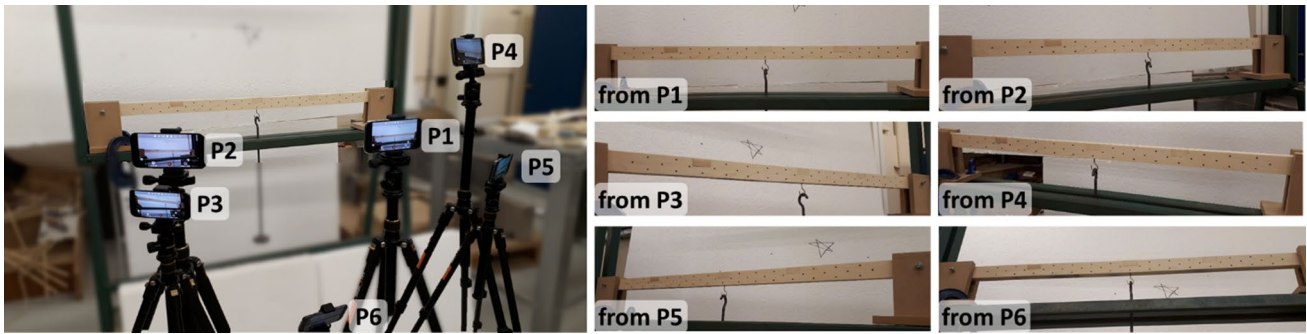 P4
P1
P2
P5
P3
P6
from P1
from P2
from P3
from P4
from P5
from P6